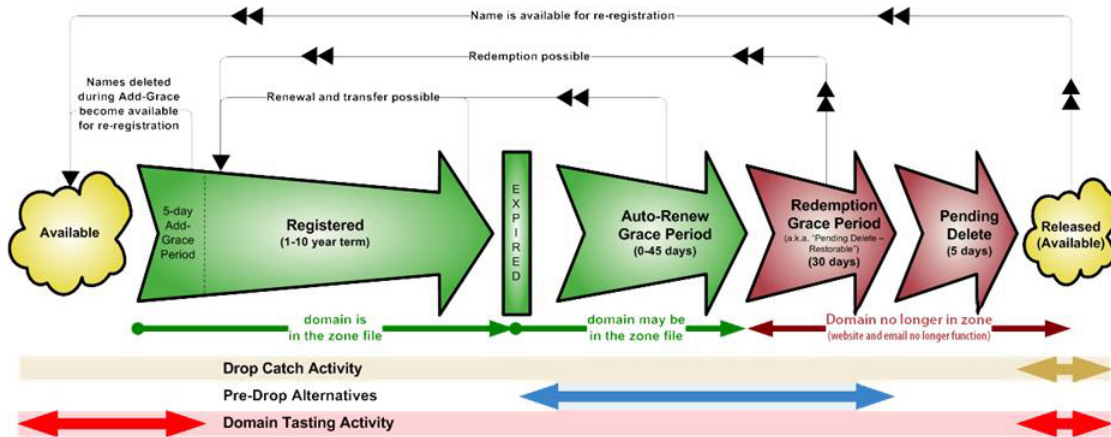 Name is available for re-registration
Redemption possible
Names deleted
during Add-Grace
become available
for re-registration
Renewal and transfer possible
Available
5-day
Add-
Grace
Period
Registered
(1-10 year term)
EXPIRED
Auto-Renew
Grace Period
(0-45 days)
Redemption
Grace Period
(a.k.a. "Pending Delete –
Restorable")
(30 days)
Pending
Delete
(5 days)
Released
(Available)
domain is
in the zone file
domain may be
in the zone file
Domain no longer in zone
(website and email no longer function)
Drop Catch Activity
Pre-Drop Alternatives
Domain Tasting Activity